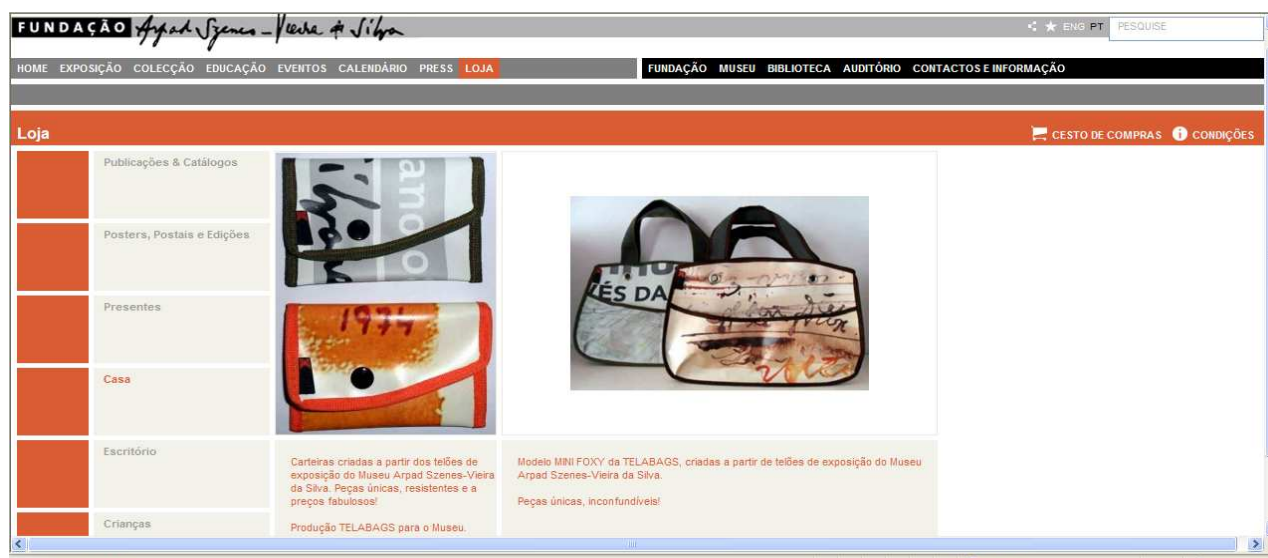 FUNDAÇÃO Arpad Szenes - Vieira da Silva
ENG PT PESQUISE
HOME EXPOSIÇÃO COLECÇÃO EDUCAÇÃO EVENTOS CALENDÁRIO PRESS LOJA
FUNDAÇÃO MUSEU BIBLIOTECA AUDITÓRIO CONTACTOS E INFORMAÇÃO
Loja
CESTO DE COMPRAS CONDIÇÕES
Publicações & Catálogos
Posters, Postais e Edições
Presentes
Casa
Escritório
Crianças
ano
1934
ÉS DA
Carteiras criadas a partir dos telões de
exposição do Museu Arpad Szenes-Vieira
da Silva. Peças únicas, resistentes e a
preços fabulosos!
Produção TELABAGS para o Museu.
Modelo MINI FOXY da TELABAGS, criadas a partir de telões de exposição do Museu
Arpad Szenes-Vieira da Silva.
Peças únicas, inconfundíveis!